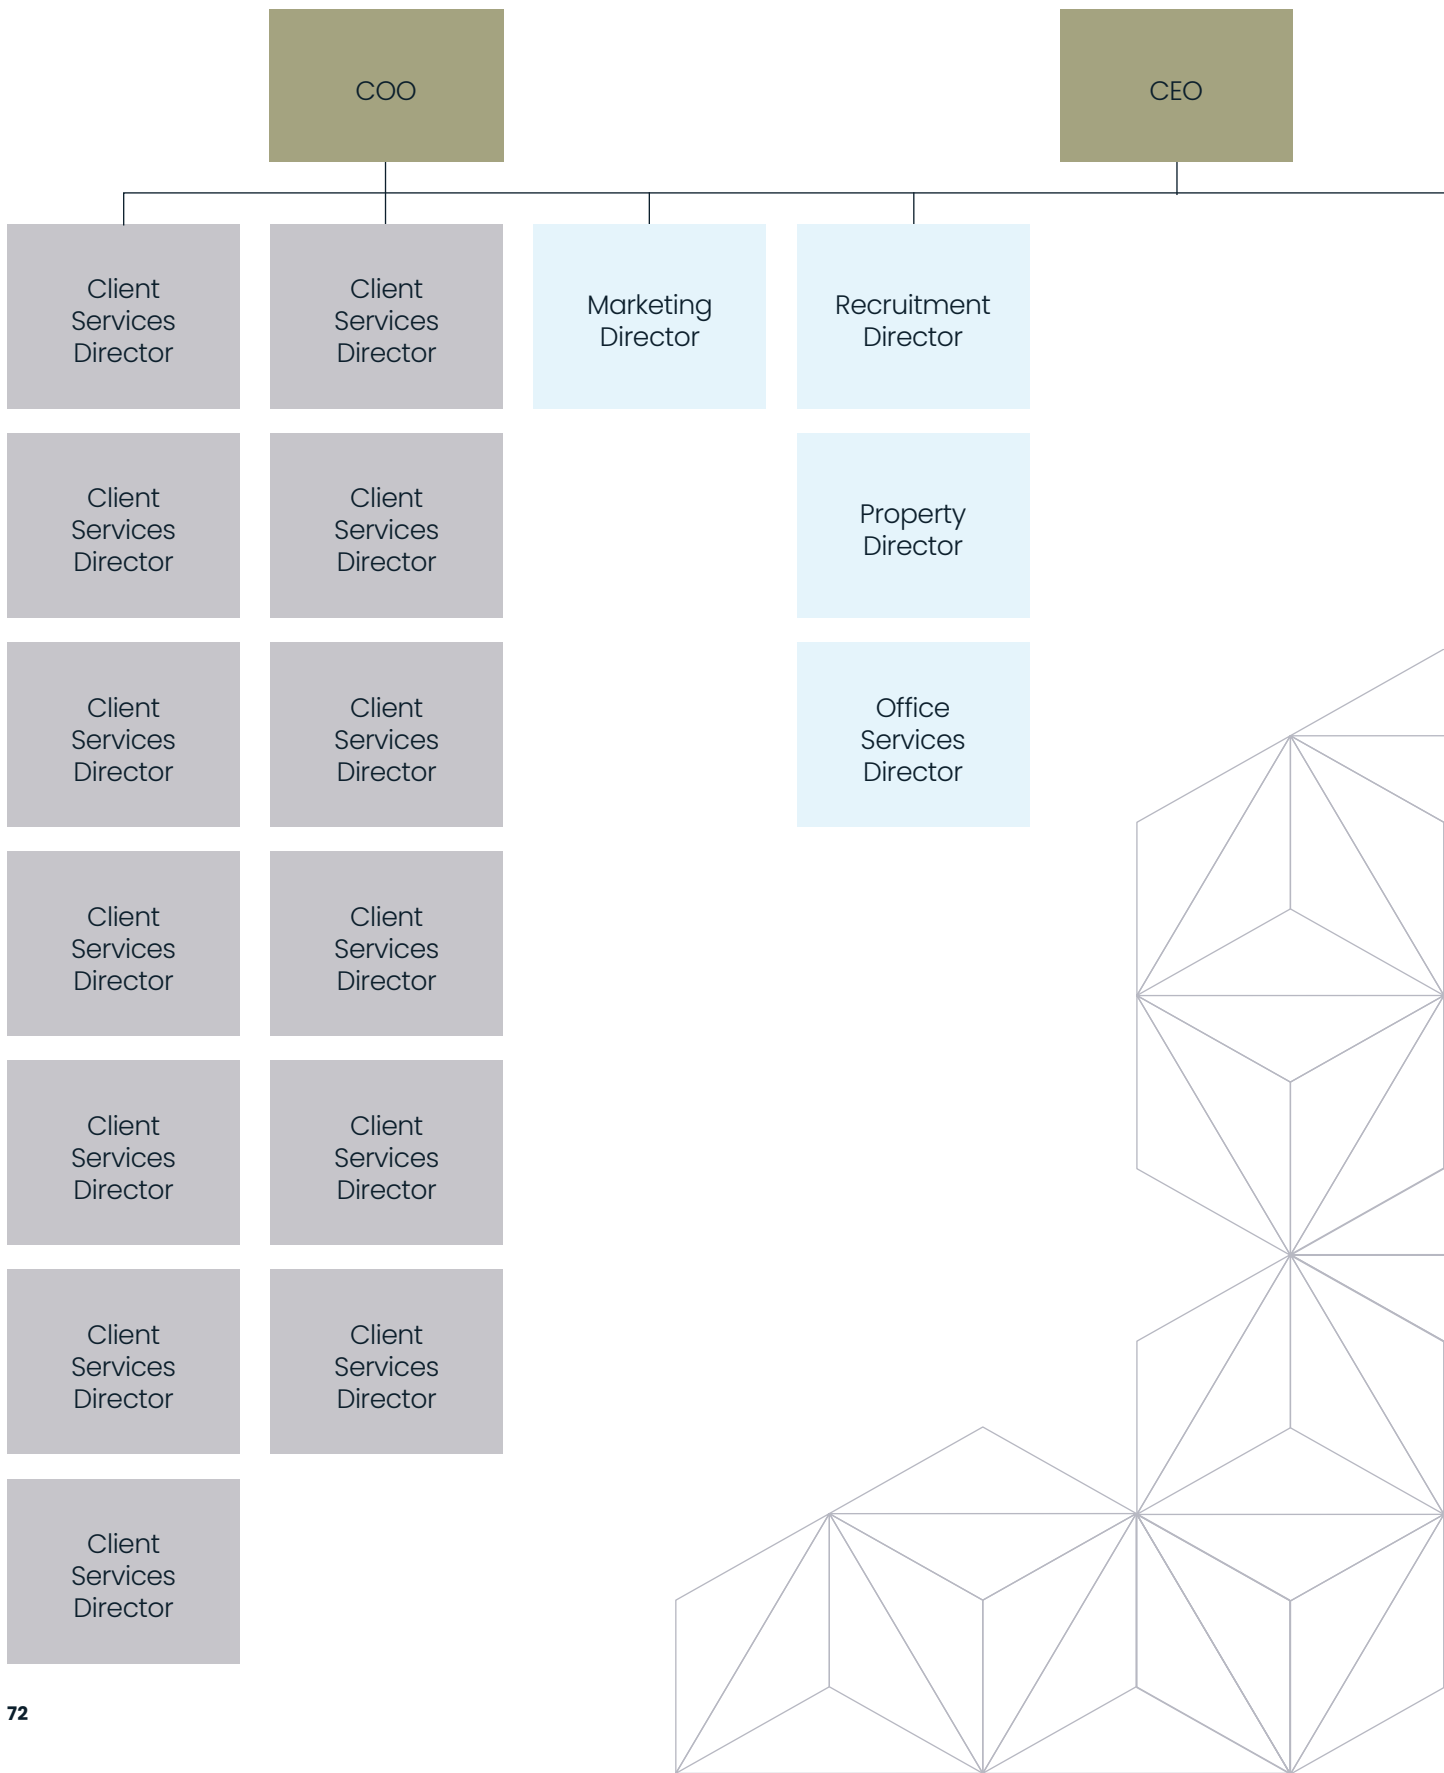 COO
CEO
Client
Services
Director
Client
Services
Director
Marketing
Director
Recruitment
Director
Client
Services
Director
Client
Services
Director
Property
Director
Client
Services
Director
Client
Services
Director
Office
Services
Director
Client
Services
Director
Client
Services
Director
Client
Services
Director
Client
Services
Director
Client
Services
Director
Client
Services
Director
Client
Services
Director
72